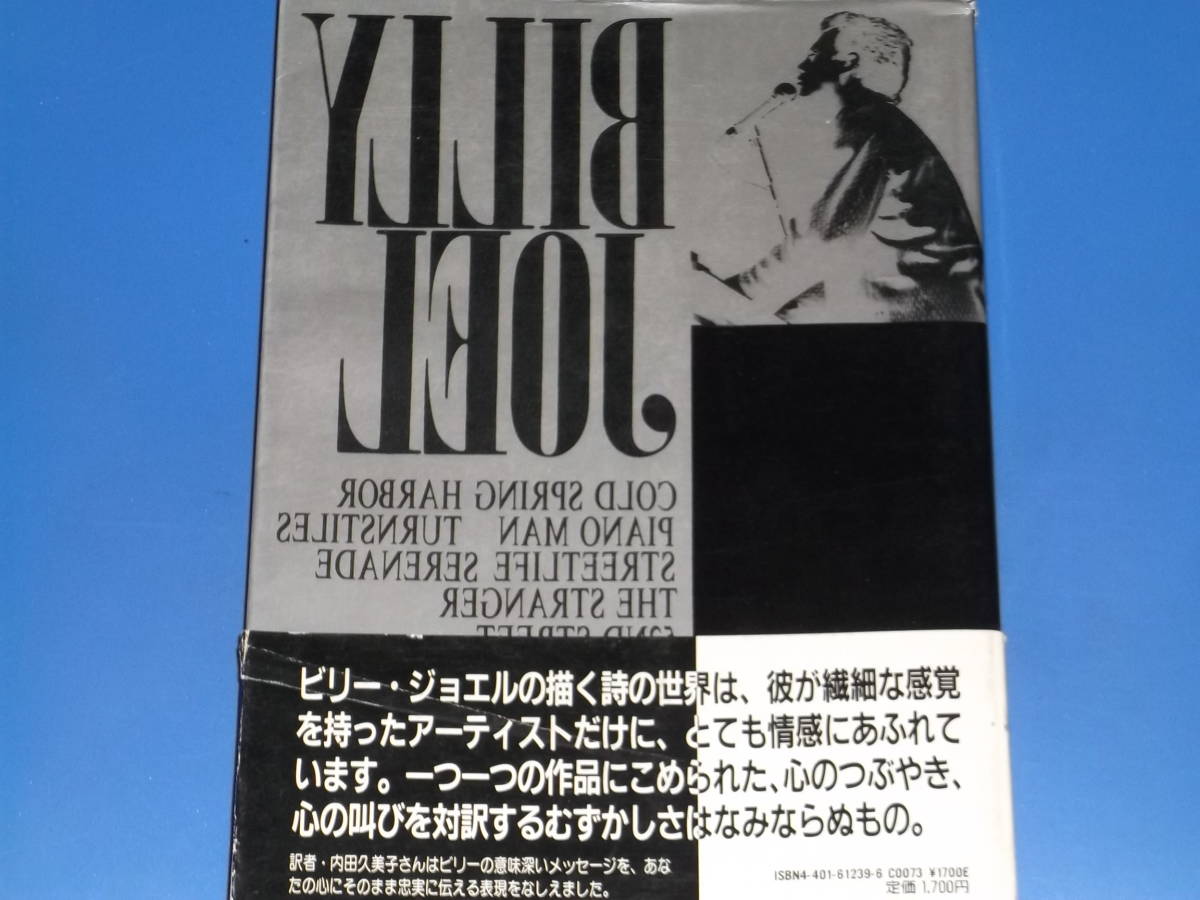 BILLY
JOEL
COLD SPRING HARBOR
PIANO MAN TURNSTILES
STREETLIFE SERENADE
THE STRANGER
52ND STREET
ビリー・ジョエルの描く詩の世界は、彼が繊細な感覚
を持ったアーティストだけに、とても情感にあふれて
います。一つ一つの作品にこめられた、心のつぶやき、
心の叫びを対訳するむずかしさはなみならぬもの。
訳者・内田久美子さんはビリーの意味深いメッセージを、あな
たの心にそのまま忠実に伝える表現をなしえました。
ISBN4-401-61239-6 C0073 ¥1700E
定価1,700円